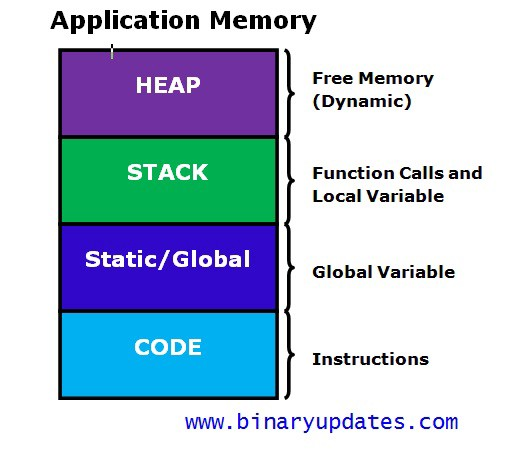 Application Memory
HEAP
Free Memory
(Dynamic)
STACK
Function Calls and
Local Variable
Static/Global
Global Variable
CODE
Instructions
www.binaryupdates.com